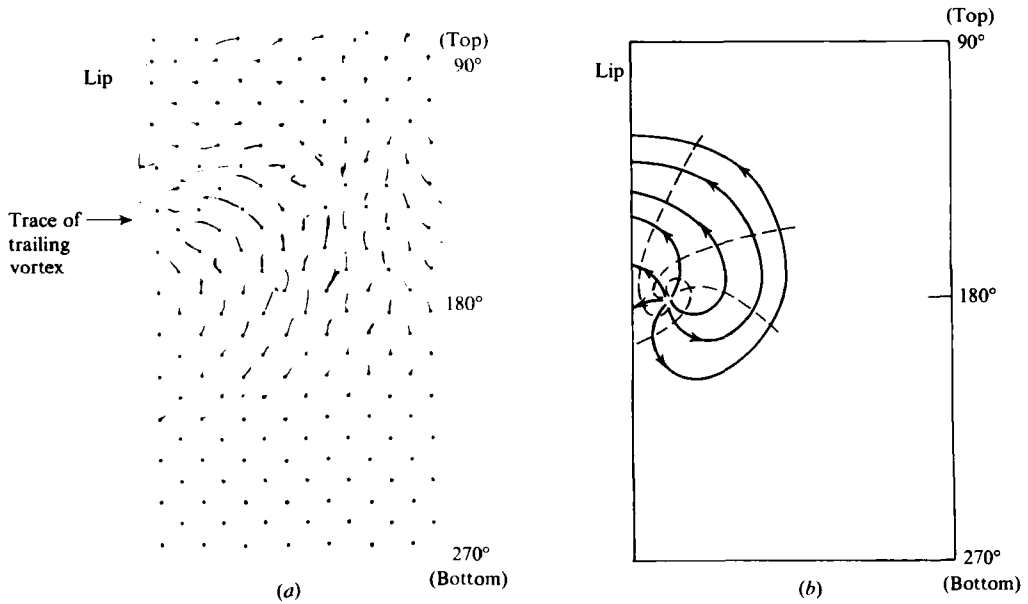 (Top)
90°
Lip
Trace of
trailing
vortex
180°
270°
(Bottom)
(a)
(Top)
90°
Lip
180°
270°
(Bottom)
(b)